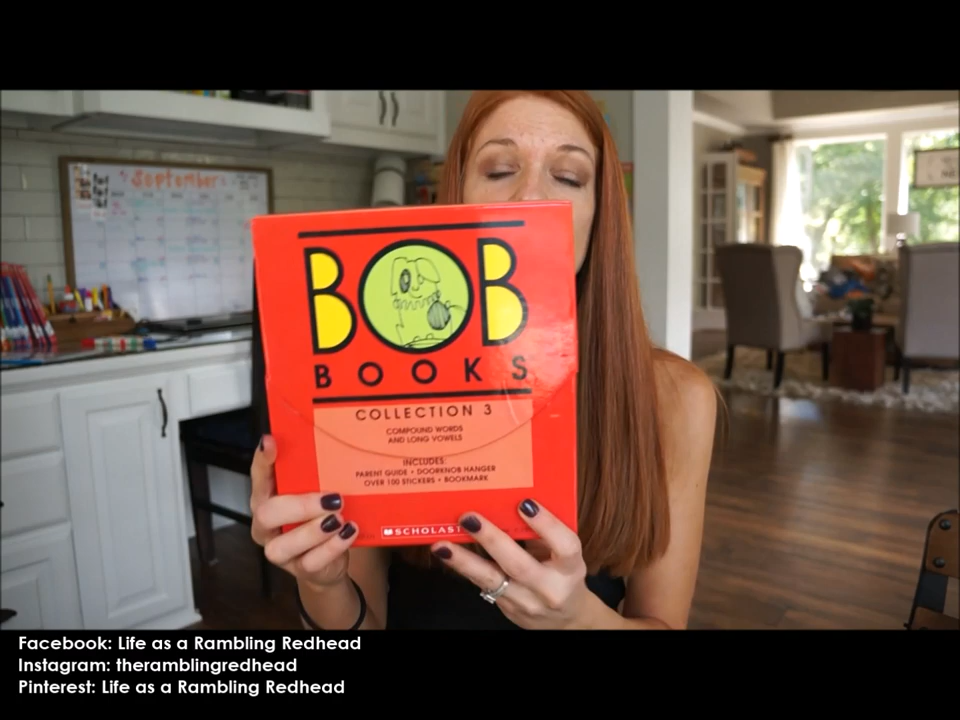 September
BOB
BOOKS
COLLECTION 3
COMPOUND WORDS
AND LONG VOWELS
INCLUDES:
PARENT GUIDE • DOORKNOB HANGER
OVER 100 STICKERS • BOOKMARK
Facebook: Life as a Rambling Redhead
Instagram: theramblingredhead
Pinterest: Life as a Rambling Redhead